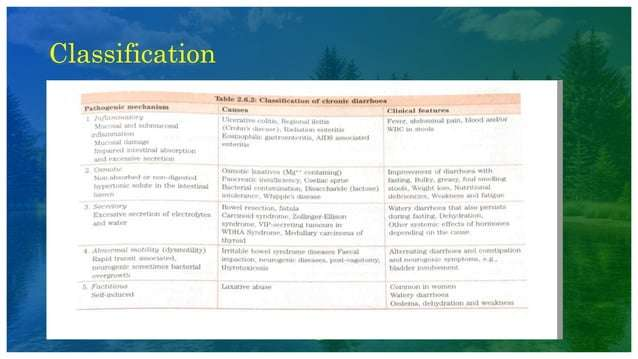 Classification
Table 2.6.2: Classification of chronic diarrhoea
Pathogenic mechanism Causes Clinical features
1. Inflammatory
Mucosal and submucosal
inflammation
Mucosal damage
Impaired intestinal absorption
and excessive secretion
Ulcerative colitis, Regional ileitis
(Crohn's disease), Radiation enteritis
Eosinophilic gastroenteritis, AIDS associated
enteritis
Fever, abdominal pain, blood and/or
WBC in stools
2. Osmotic
Non absorbed or non-digested
hypertonic solute in the intestinal
lumen
Osmotic laxatives (Mg++ containing)
Pancreatic insufficiency, Coeliac sprue
Bacterial contamination, Disaccharide (lactose)
intolerance, Whipple's disease
Improvement of diarrhoea with
fasting, Bulky, greasy, foul smelling
stools, Weight loss, Nutritional
deficiencies, Weakness and fatigue
3. Secretory
Excessive secretion of electrolytes
and water
Bowel resection, fistula
Carcinoid syndrome, Zollinger-Ellison
syndrome, VIP-secreting tumours in
WDHA Syndrome, Medullary carcinoma of
thyroid
Watery diarrhoea that also persists
during fasting, Dehydration,
Other systemic effects of hormones
depending on the cause.
4. Abnormal motility (dysmotility)
Rapid transit associated,
neurogenic sometimes bacterial
overgrowth
Irritable bowel syndrome diseases Faecal
impaction, neurogenic diseases, post-vagotomy,
thyrotoxicosis
Alternating diarrhoea and constipation
and neurogenic symptoms, e.g.,
bladder involvement
5. Factitious
Self-induced
Laxative abuse
Common in women
Watery diarrhoea
Oedema, dehydration and weakness